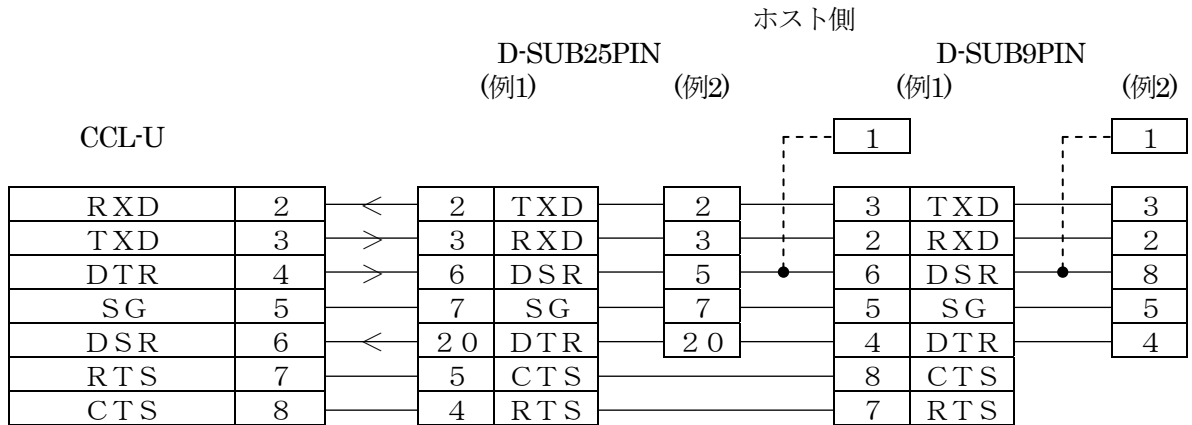 ホスト側
D-SUB25PIN D-SUB9PIN
(例1) (例2) (例1) (例2)
CCL-U 1 1
RXD 2 2 TXD 2 3 TXD 3
TXD 3 3 RXD 3 2 RXD 2
DTR 4 6 DSR 5 6 DSR 8
SG 5 7 SG 7 5 SG 5
DSR 6 20 DTR 20 4 DTR 4
RTS 7 5 CTS 8 CTS
CTS 8 4 RTS 7 RTS